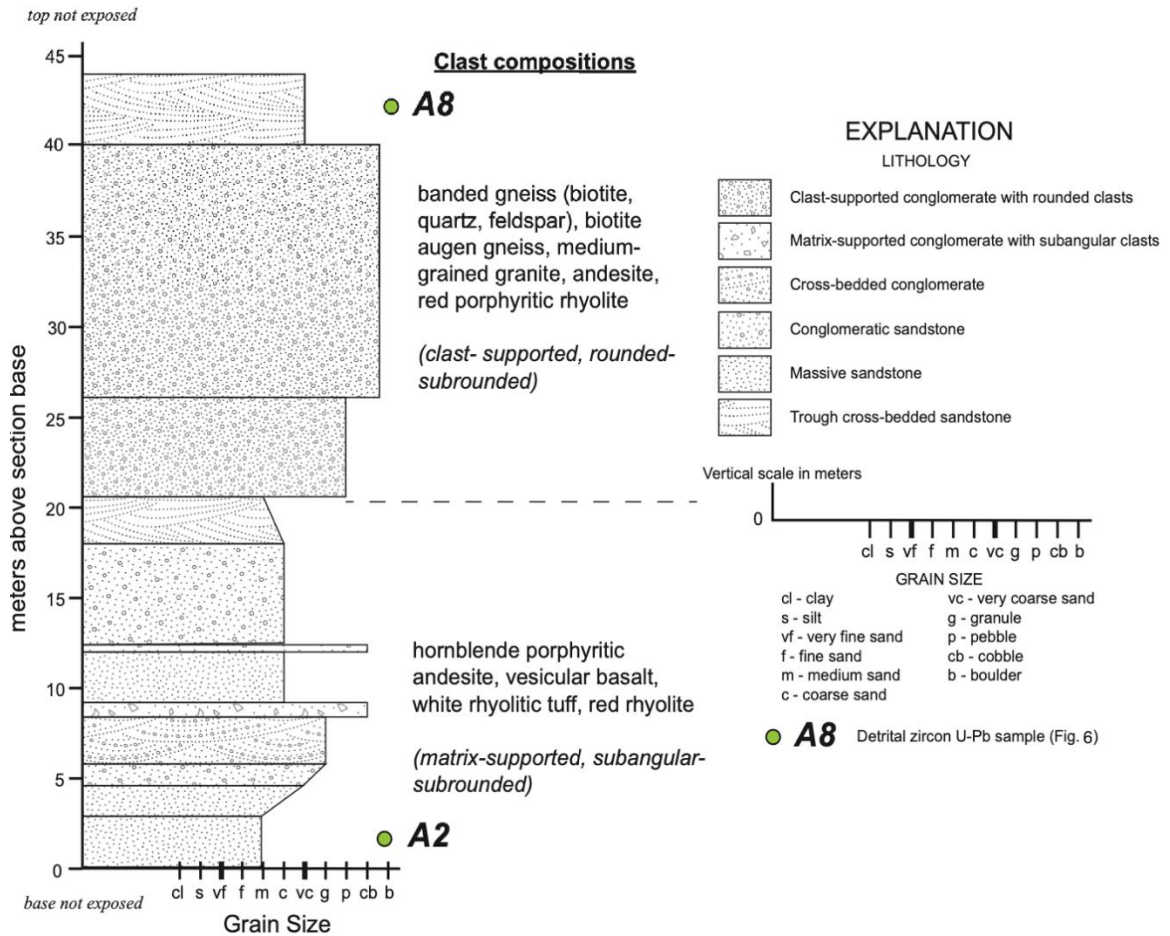 top not exposed
45
40
35
30
25
20
15
10
5
0
meters above section base
cl s vf f m c vc g p cb b
base not exposed
Grain Size
Clast compositions
A8
banded gneiss (biotite,
quartz, feldspar), biotite
augen gneiss, medium-
grained granite, andesite,
red porphyritic rhyolite
(clast- supported, rounded-
subrounded)
hornblende porphyritic
andesite, vesicular basalt,
white rhyolitic tuff, red rhyolite
(matrix-supported, subangular-
subrounded)
A2
EXPLANATION
LITHOLOGY
Clast-supported conglomerate with rounded clasts
Matrix-supported conglomerate with subangular clasts
Cross-bedded conglomerate
Conglomeratic sandstone
Massive sandstone
Trough cross-bedded sandstone
Vertical scale in meters
0
cl s vf f m c vc g p cb b
GRAIN SIZE
cl - clay
s - silt
vf - very fine sand
f - fine sand
m - medium sand
c - coarse sand
vc - very coarse sand
g - granule
p - pebble
cb - cobble
b - boulder
A8 Detrital zircon U-Pb sample (Fig. 6)